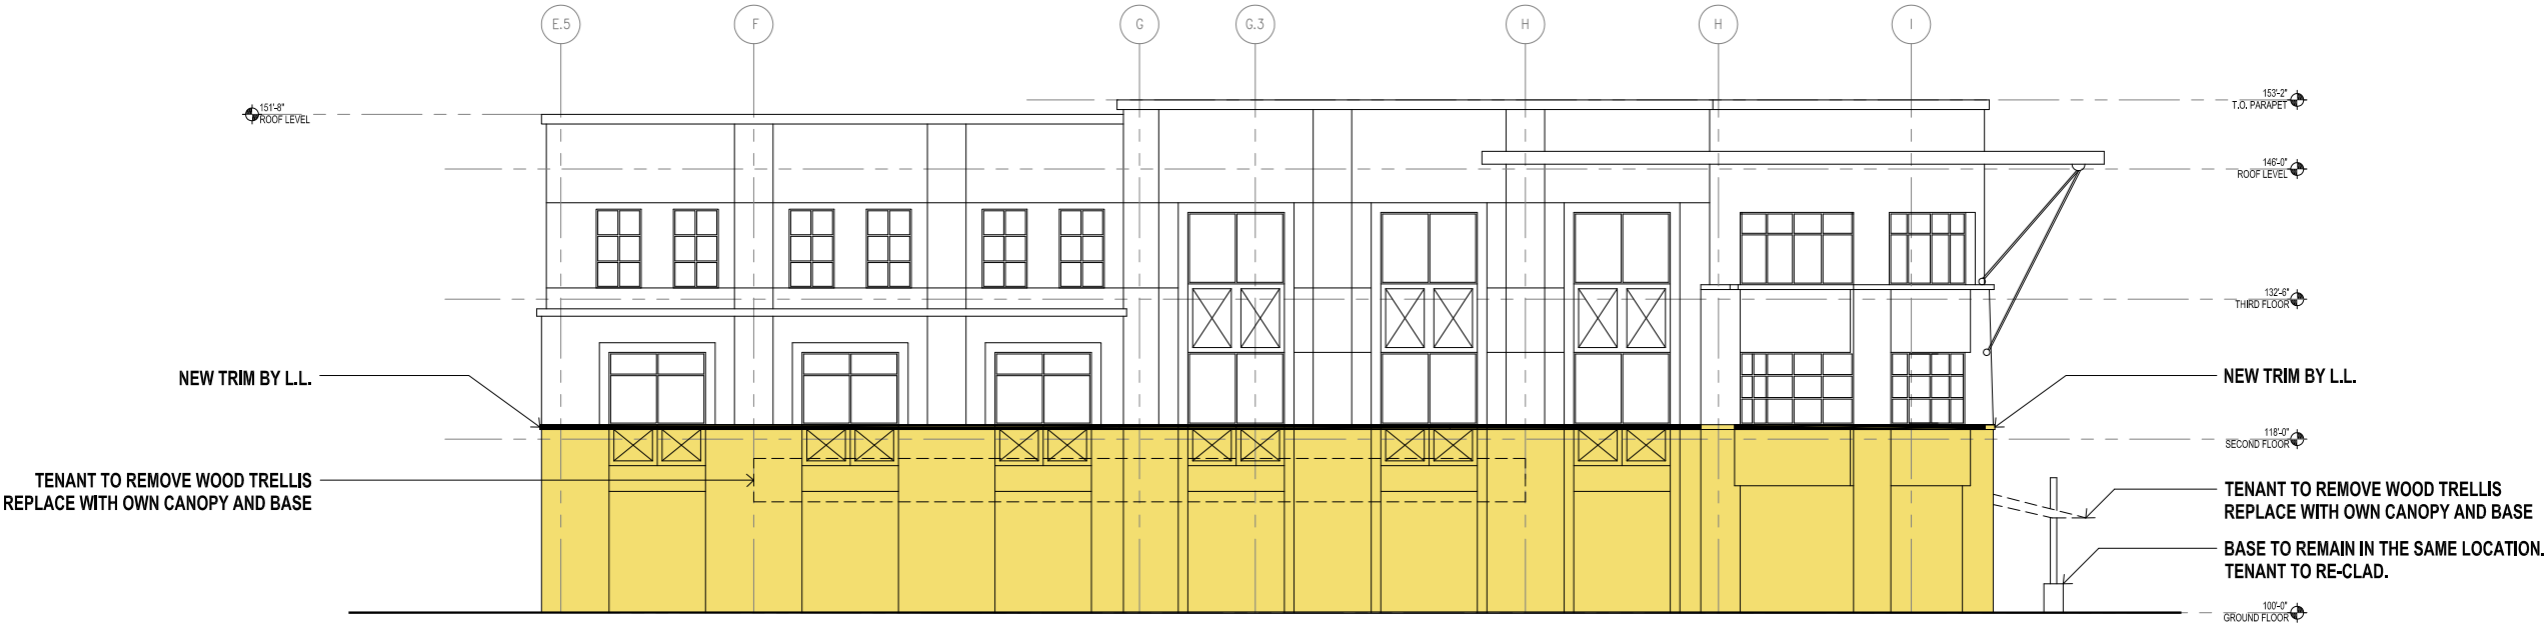 E.5
F
G
G.3
H
H
I
151'-8"
ROOF LEVEL
153'-2"
T.O. PARAPET
146'-0"
ROOF LEVEL
132'-6"
THIRD FLOOR
NEW TRIM BY L.L.
NEW TRIM BY L.L.
118'-0"
SECOND FLOOR
TENANT TO REMOVE WOOD TRELLIS
REPLACE WITH OWN CANOPY AND BASE
TENANT TO REMOVE WOOD TRELLIS
REPLACE WITH OWN CANOPY AND BASE
BASE TO REMAIN IN THE SAME LOCATION.
TENANT TO RE-CLAD.
100'-0"
GROUND FLOOR